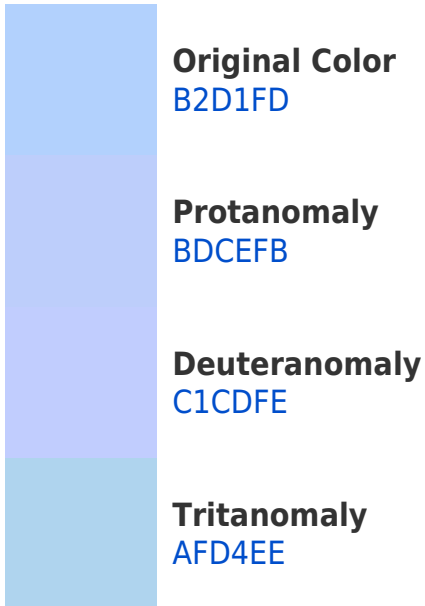 Original Color
B2D1FD
Protanomaly
BDCEFB
Deuteranomaly
C1CDFE
Tritanomaly
AFD4EE